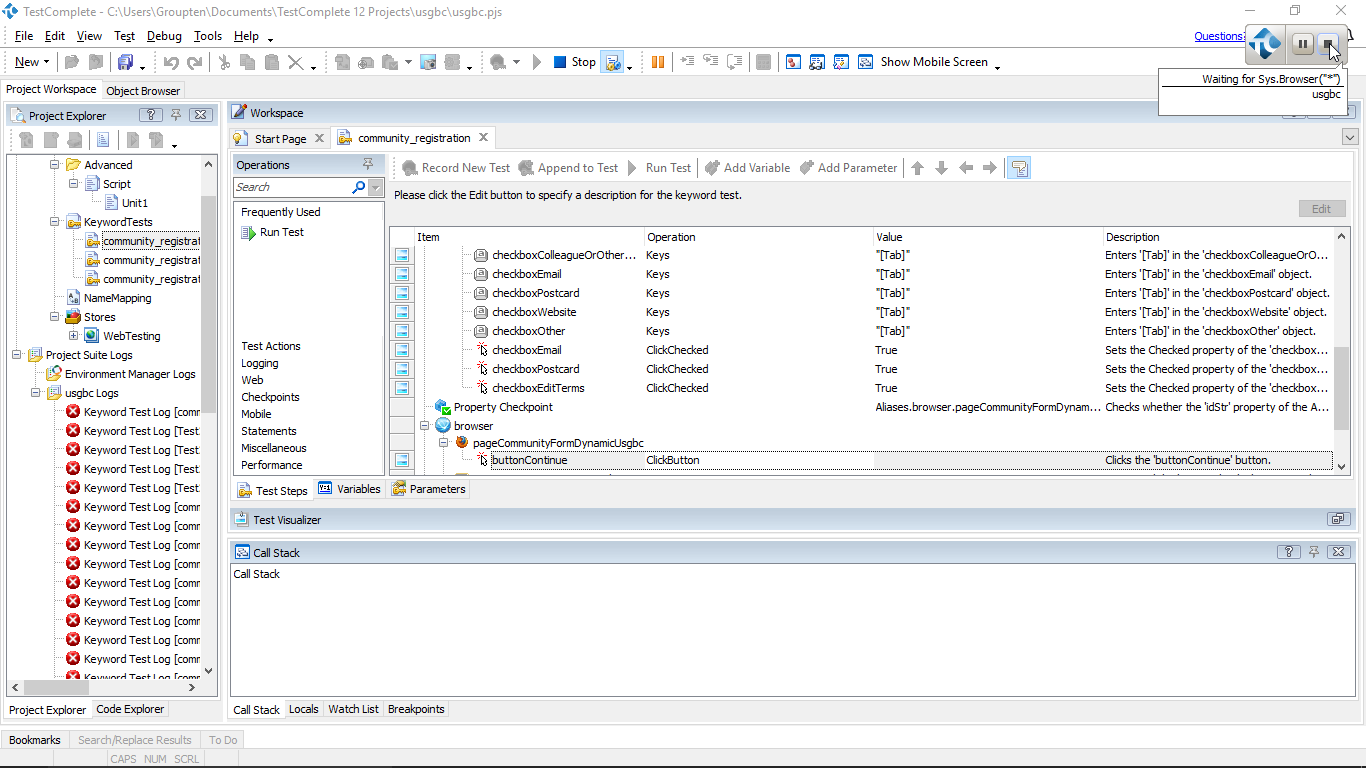 TestComplete - C:\Users\Groupten\Documents\TestComplete 12 Projects\usgbc\usgbc.pjs
File Edit View Test Debug Tools Help
Questions?
New
Stop
Show Mobile Screen
Waiting for Sys.Browser("*")
usgbc
Project Workspace Object Browser
Project Explorer
Advanced
Script
Unit1
KeywordTests
community_registrat
community_registrat
community_registrat
NameMapping
Stores
WebTesting
Project Suite Logs
Environment Manager Logs
usgbc Logs
Keyword Test Log [comr
Keyword Test Log [Test
Keyword Test Log [Test
Keyword Test Log [comr
Keyword Test Log [Test
Keyword Test Log [comr
Keyword Test Log [comr
Keyword Test Log [comr
Keyword Test Log [comr
Keyword Test Log [comr
Keyword Test Log [comr
Keyword Test Log [comr
Keyword Test Log [comr
Keyword Test Log [comr
Keyword Test Log [comr
Project Explorer Code Explorer
Workspace
Start Page community_registration
Operations
Search
Frequently Used
Run Test
Test Actions
Logging
Web
Checkpoints
Mobile
Statements
Miscellaneous
Performance
Record New Test Append to Test Run Test Add Variable Add Parameter
Please click the Edit button to specify a description for the keyword test.
Edit
Item Operation Value Description
checkboxColleagueOrOther... Keys "[Tab]" Enters '[Tab]' in the 'checkboxColleagueOrO...
checkboxEmail Keys "[Tab]" Enters '[Tab]' in the 'checkboxEmail' object.
checkboxPostcard Keys "[Tab]" Enters '[Tab]' in the 'checkboxPostcard' object.
checkboxWebsite Keys "[Tab]" Enters '[Tab]' in the 'checkboxWebsite' object.
checkboxOther Keys "[Tab]" Enters '[Tab]' in the 'checkboxOther' object.
checkboxEmail ClickChecked True Sets the Checked property of the 'checkbox...
checkboxPostcard ClickChecked True Sets the Checked property of the 'checkbox...
checkboxEditTerms ClickChecked True Sets the Checked property of the 'checkbox...
Property Checkpoint Aliases.browser.pageCommunityFormDynam... Checks whether the 'idStr' property of the A...
browser
pageCommunityFormDynamicUsgbc
buttonContinue ClickButton Clicks the 'buttonContinue' button.
Test Steps Variables Parameters
Test Visualizer
Call Stack
Call Stack
Call Stack Locals Watch List Breakpoints
Bookmarks Search/Replace Results To Do
CAPS NUM SCRL